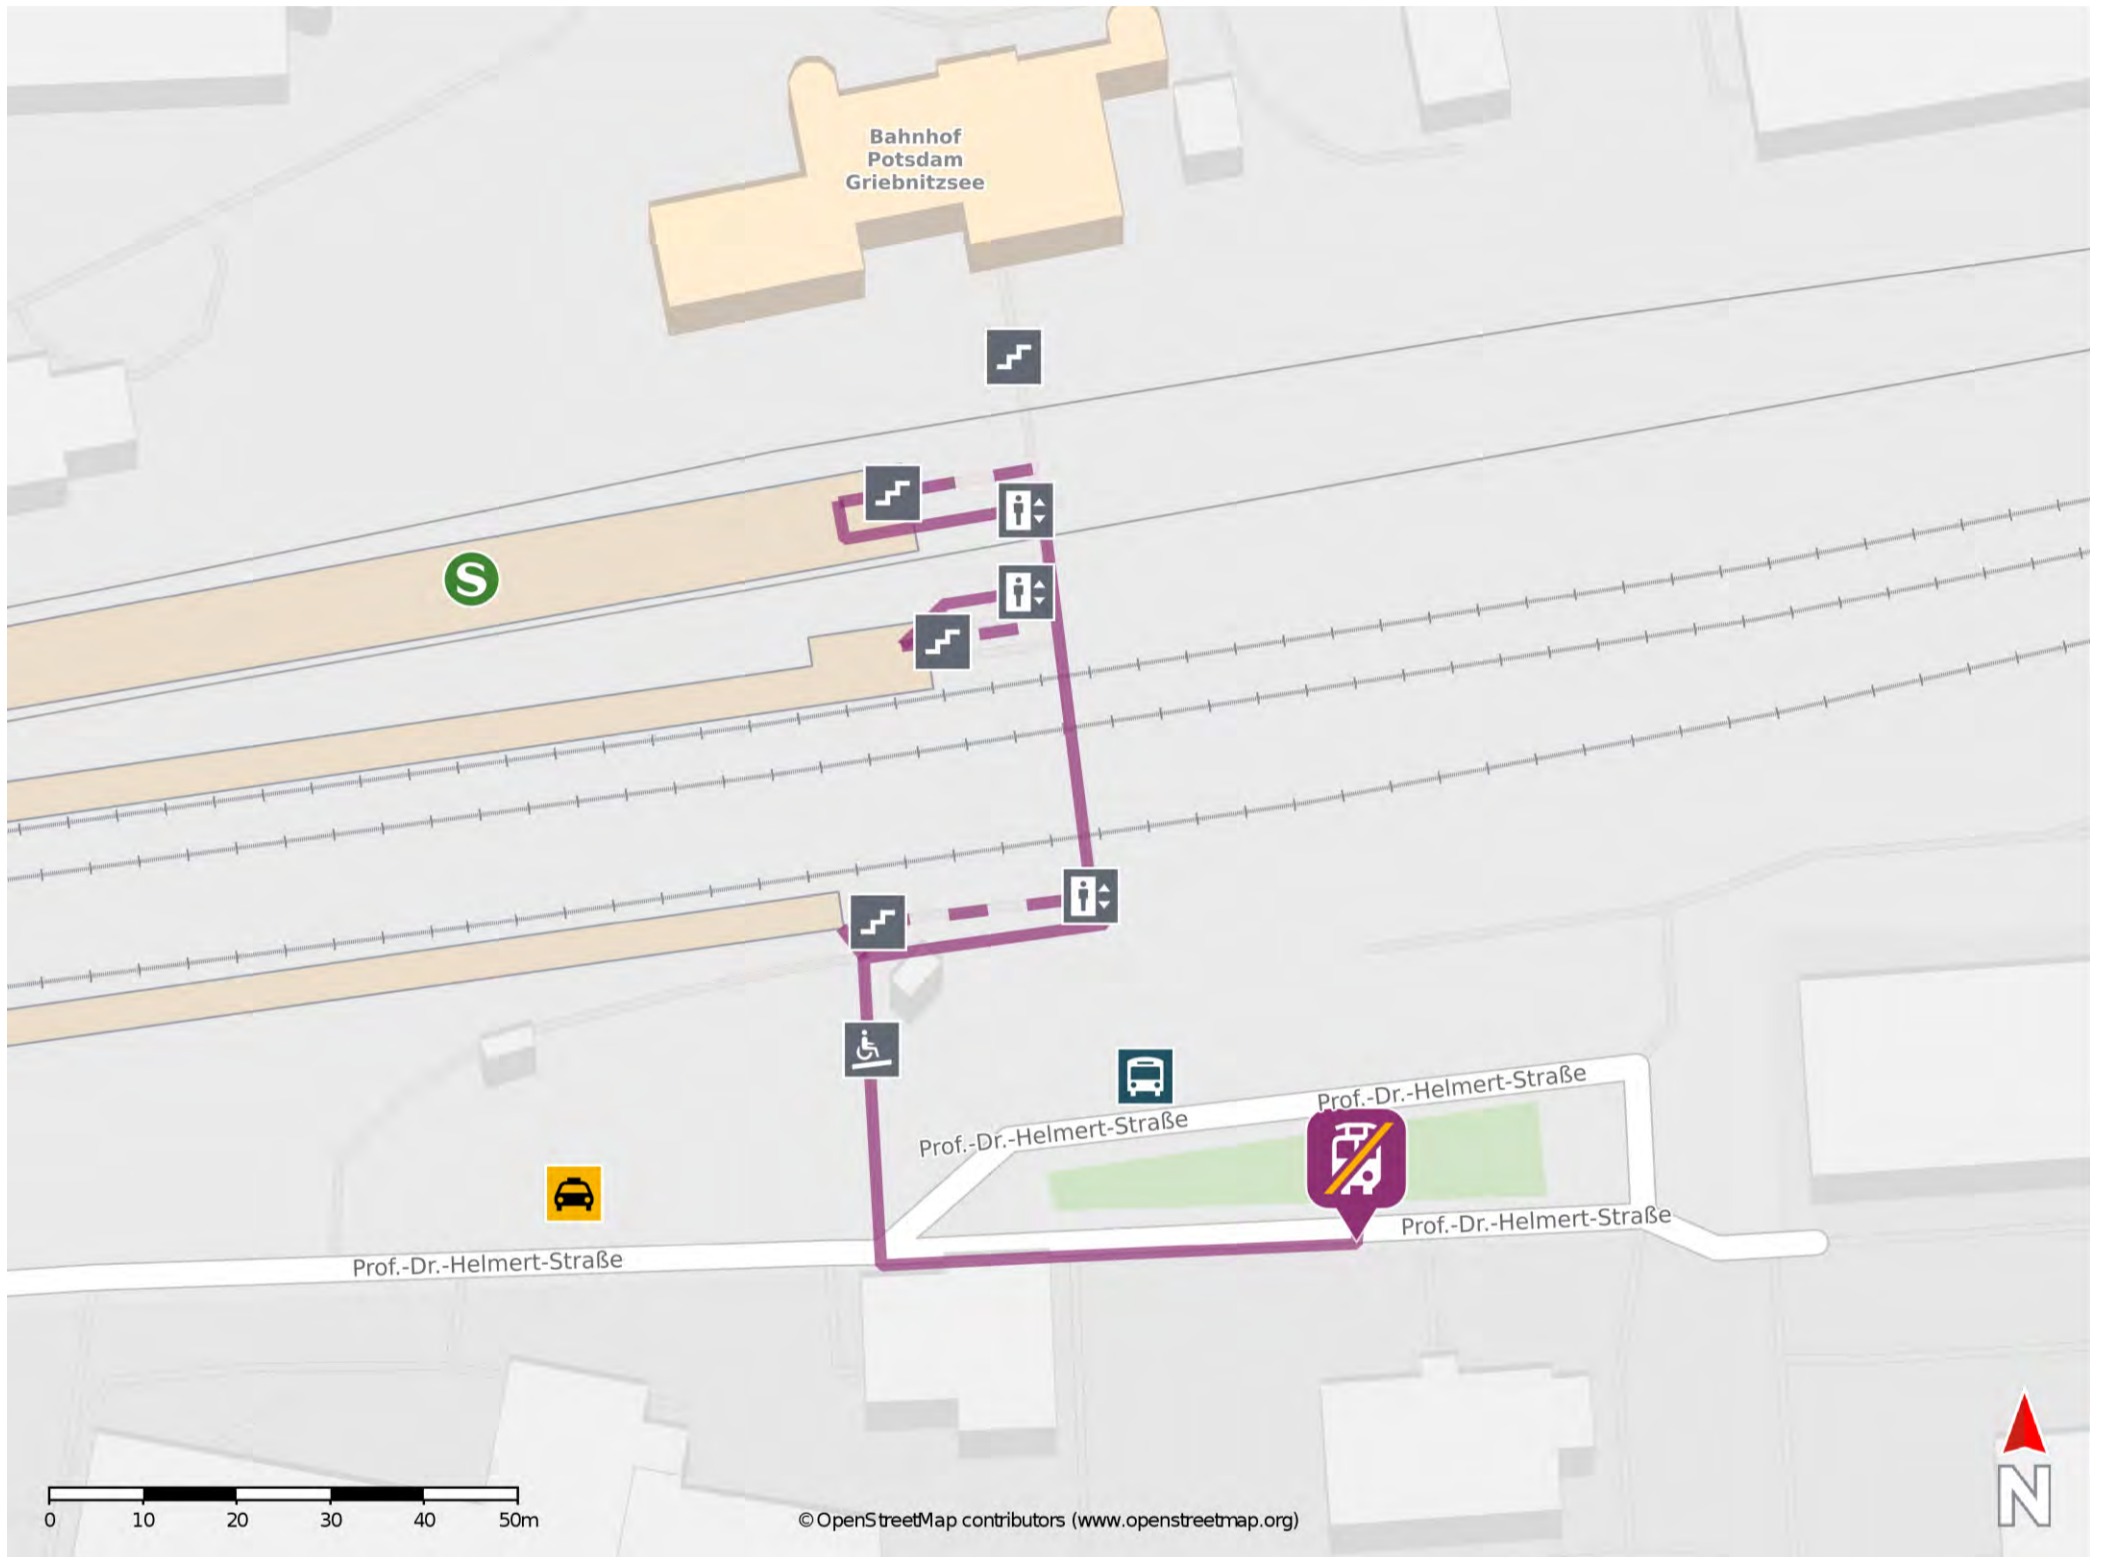 Bahnhof
Potsdam
Griebnitzsee
S
Prof.-Dr.-Helmert-Straße
Prof.-Dr.-Helmert-Straße
Prof.-Dr.-Helmert-Straße
Prof.-Dr.-Helmert-Straße
0 10 20 30 40 50m
©OpenStreetMap contributors (www.openstreetmap.org)
N